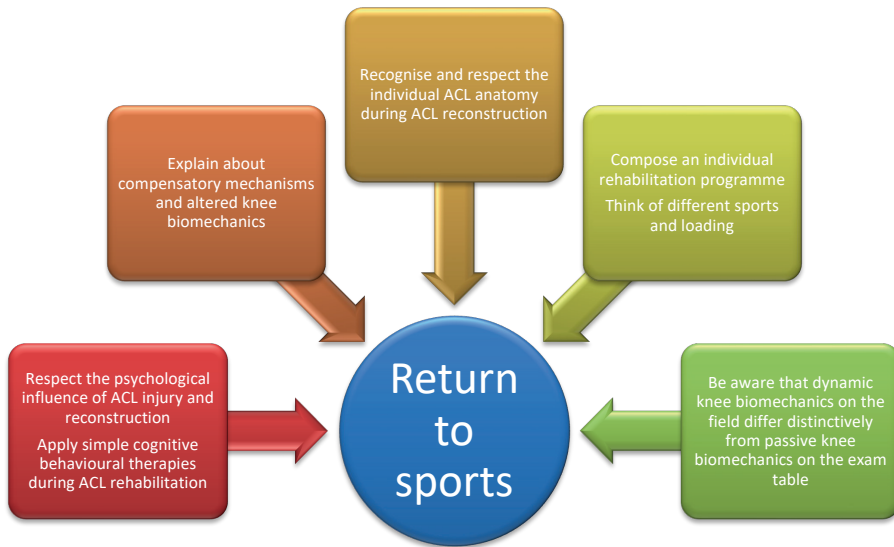 Respect the psychological
influence of ACL injury and
reconstruction
Apply simple cognitive
behavioural therapies
during ACL rehabilitation
Explain about
compensatory mechanisms
and altered knee
biomechanics
Recognise and respect the
individual ACL anatomy
during ACL reconstruction
Compose an individual
rehabilitation programme
Think of different sports
and loading
Be aware that dynamic
knee biomechanics on the
field differ distinctively
from passive knee
biomechanics on the exam
table
Return
to
sports